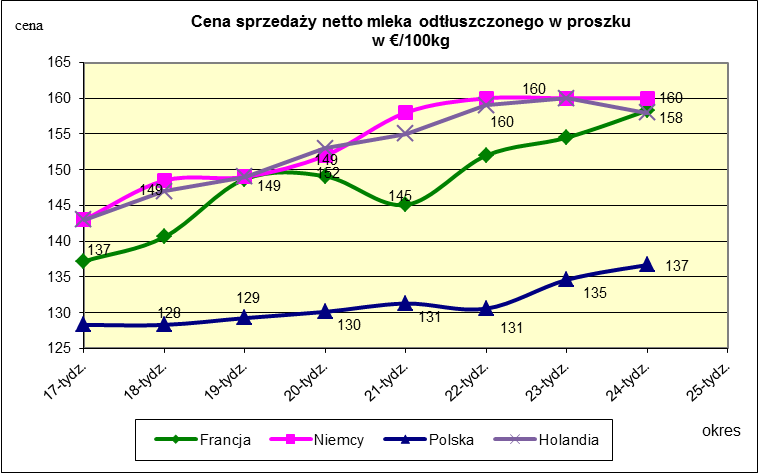 cena
Cena sprzedaży netto mleka odtłuszczonego w proszku
w €/100kg
165
160
155
150
145
140
135
130
125
137
149
128
129
149
149
152
130
145
131
160
131
160
135
160
158
137
17-tydz.
18-tydz.
19-tydz.
20-tydz.
21-tydz.
22-tydz.
23-tydz.
24-tydz.
25-tydz.
okres
Francja Niemcy Polska Holandia